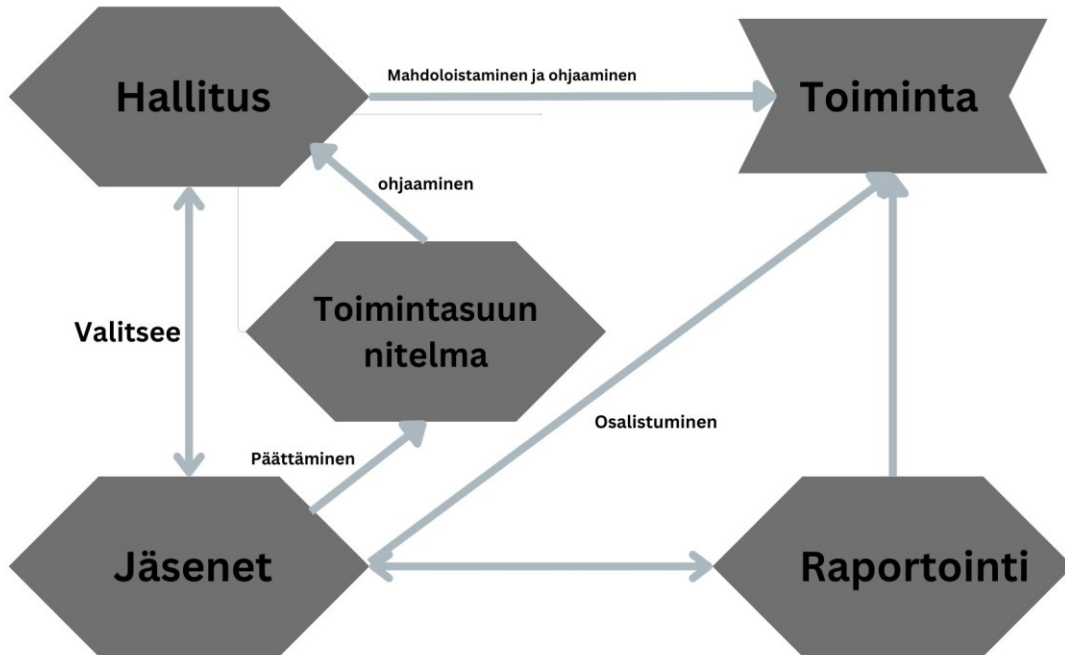 Hallitus
Mahdoloistaminen ja ohjaaminen
Toiminta
ohjaaminen
Toimintasuun
nitelma
Valitsee
Osalistuminen
Päättäminen
Jäsenet
Raportointi